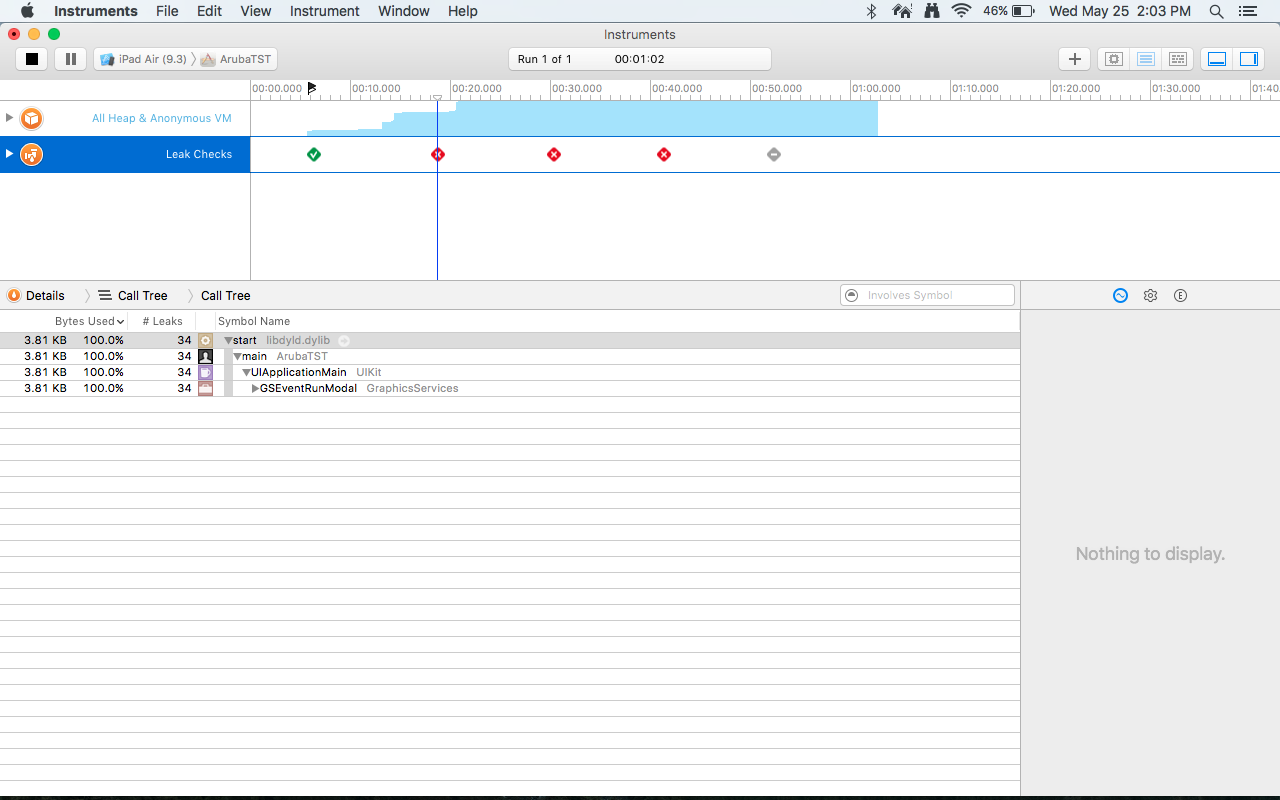 Instruments File Edit View Instrument Window Help 46% Wed May 25 2:03 PM
Instruments
iPad Air (9.3) ArubaTST Run 1 of 1 00:01:02
00:00.000 00:10.000 00:20.000 00:30.000 00:40.000 00:50.000 01:00.000 01:10.000 01:20.000 01:30.000 01:40
All Heap & Anonymous VM
Leak Checks
Details Call Tree Call Tree Involves Symbol E
Bytes Used # Leaks Symbol Name
3.81 KB 100.0% 34 start libdyld.dylib
3.81 KB 100.0% 34 main ArubaTST
3.81 KB 100.0% 34 UIApplicationMain UIKit
3.81 KB 100.0% 34 GSEventRunModal GraphicsServices
Nothing to display.